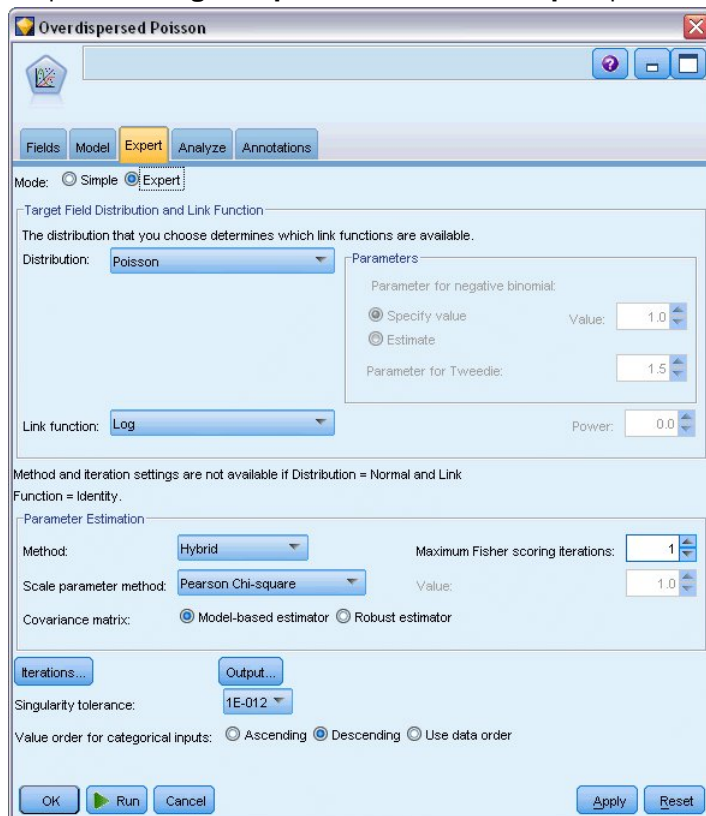 Overdispersed Poisson
Fields Model Expert Analyze Annotations
Mode: Simple Expert
Target Field Distribution and Link Function
The distribution that you choose determines which link functions are available.
Distribution: Poisson
Parameters
Parameter for negative binomial:
Specify value Value: 1.0
Estimate
Parameter for Tweedie: 1.5
Link function: Log Power: 0.0
Method and iteration settings are not available if Distribution = Normal and Link
Function = Identity.
Parameter Estimation
Method: Hybrid Maximum Fisher scoring iterations: 1
Scale parameter method: Pearson Chi-square Value: 1.0
Covariance matrix: Model-based estimator Robust estimator
Iterations... Output...
Singularity tolerance: 1E-012
Value order for categorical inputs: Ascending Descending Use data order
OK Run Cancel Apply Reset